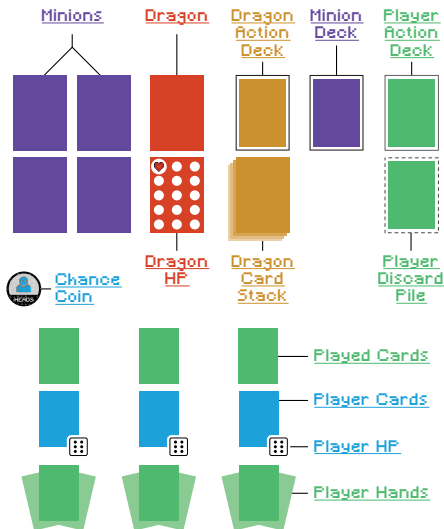 Minions
Dragon
Dragon
Action
Deck
Minion
Deck
Player
Action
Deck
Dragon
HP
Dragon
Card
Stack
Player
Discard
Pile
HEADS
Chance
Coin
Played Cards
Player Cards
Player HP
Player Hands